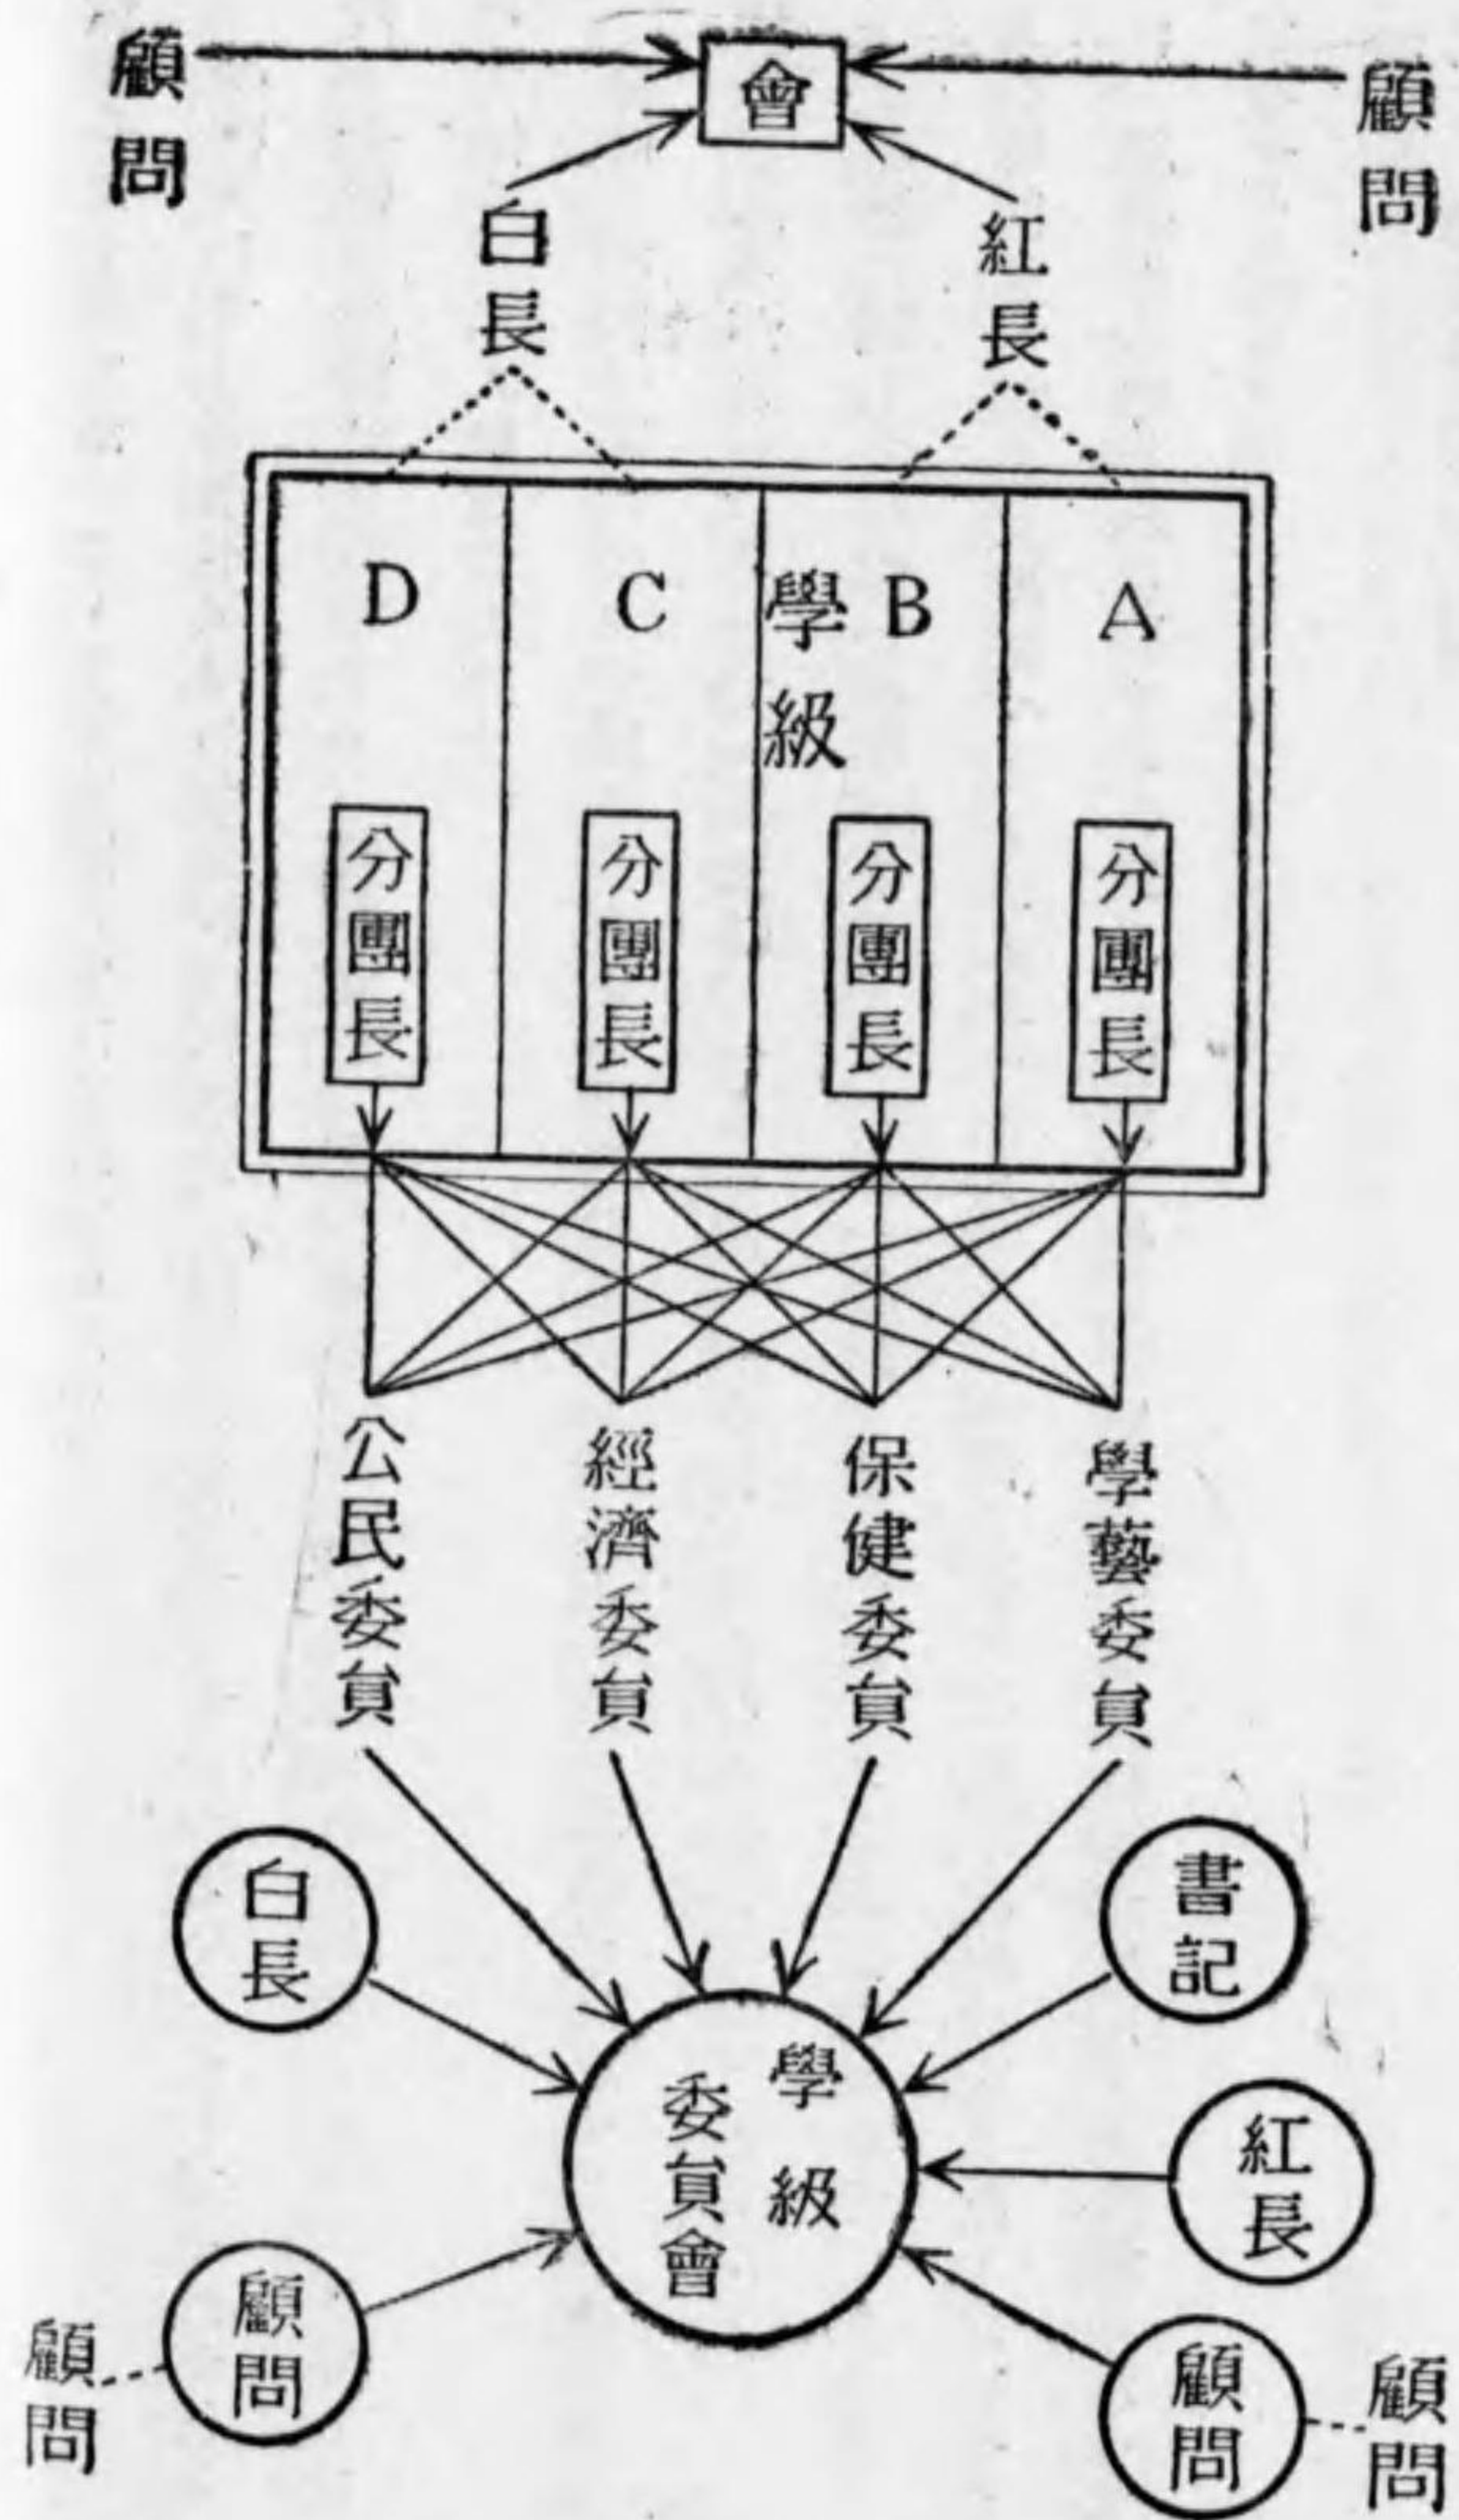 顧問
會
顧問
紅長
白長
學級
A
B
C
D
分團長
分團長
分團長
分團長
學藝委員
保健委員
經濟委員
公民委員
書記
白長
紅長
學級
委員會
顧問
顧問
顧問
顧問